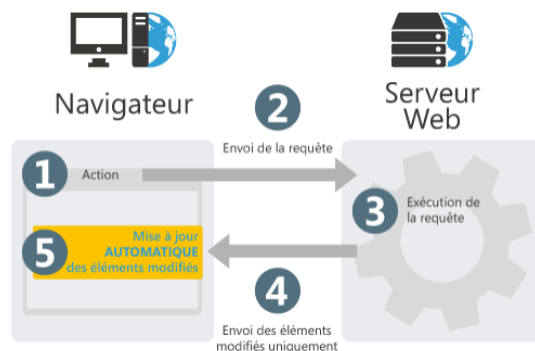 Navigateur
Serveur
Web
2
Envoi de la requête
1
Action
3
Exécution de
la requête
5
Mise à jour
AUTOMATIQUE
des éléments modifiés
4
Envoi des éléments
modifiés uniquement